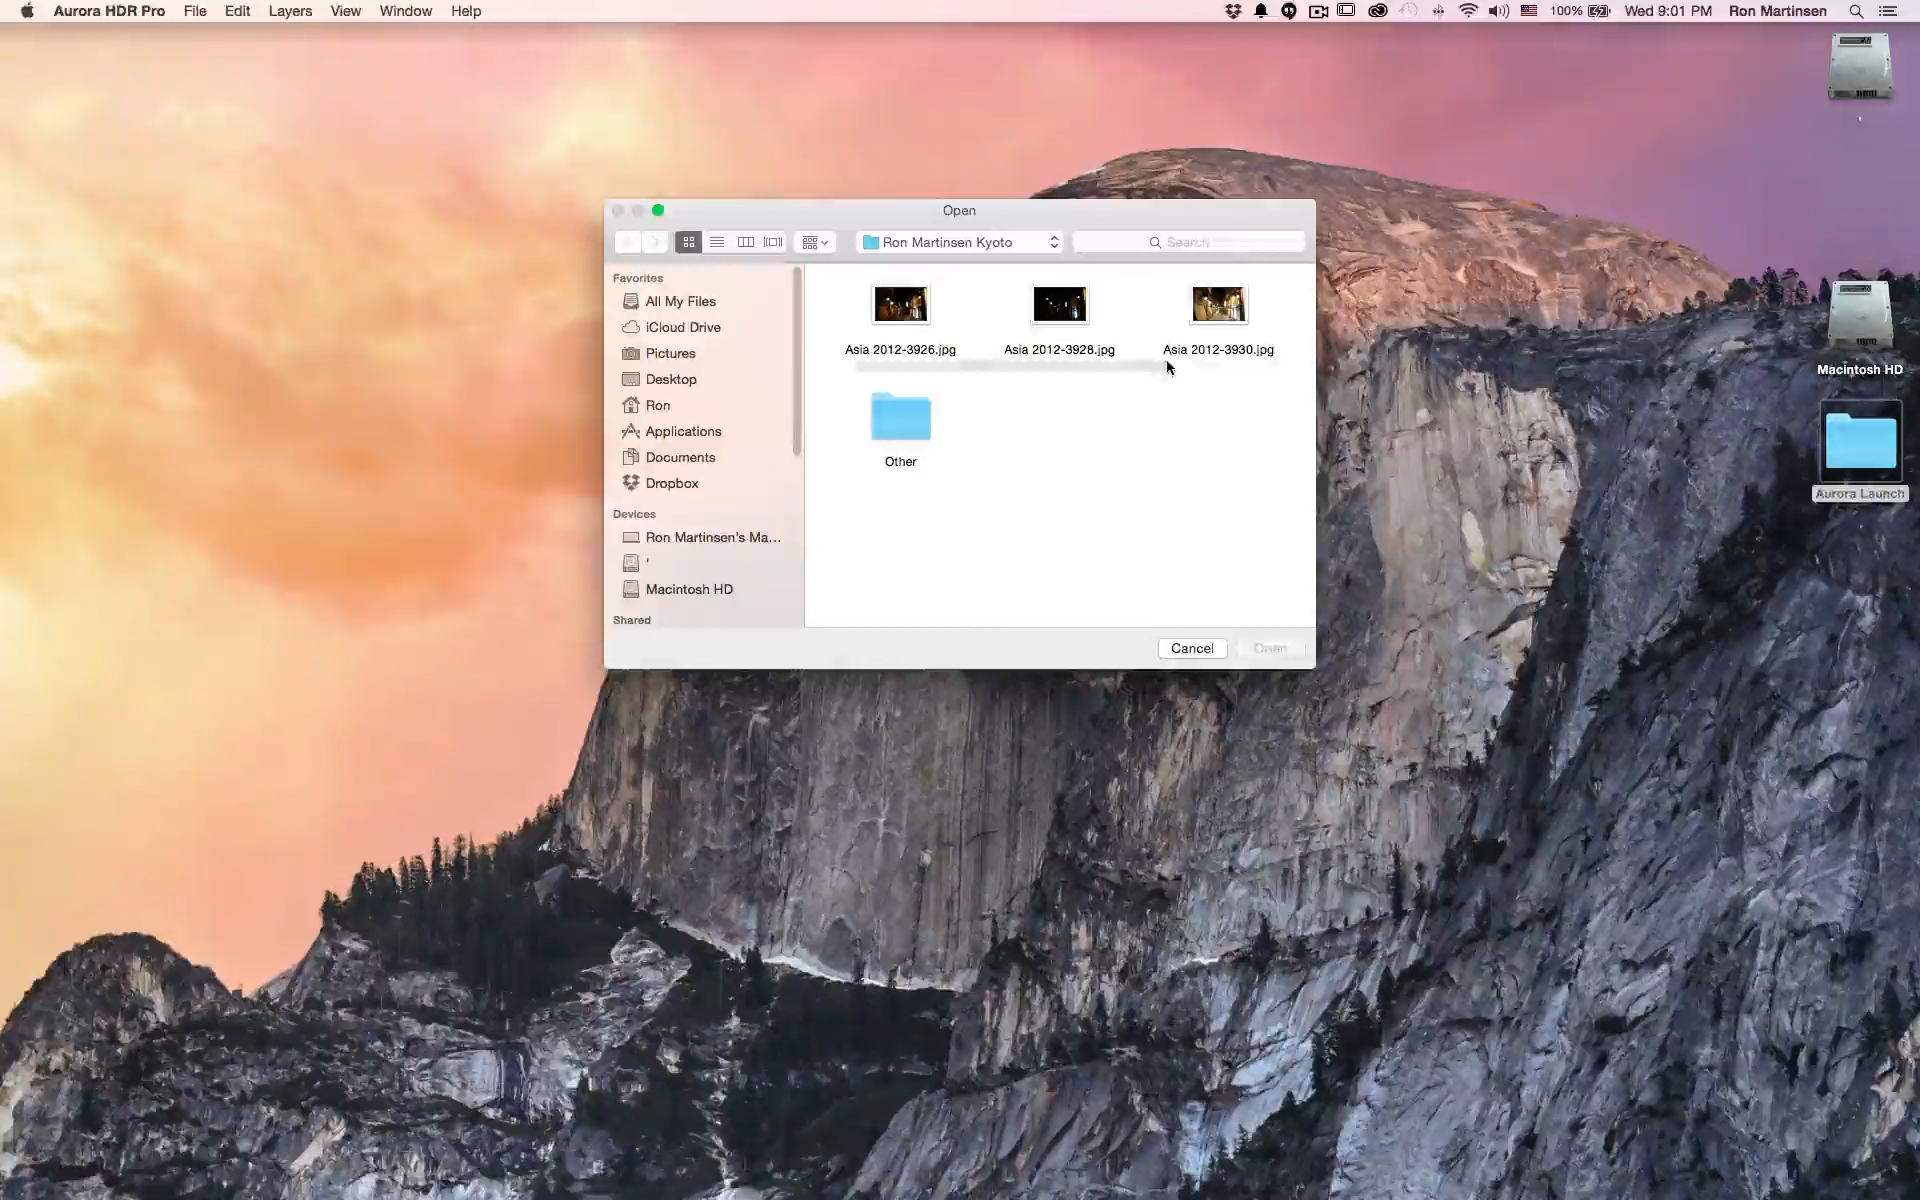 Aurora HDR Pro File Edit Layers View Window Help 100% Wed 9:01 PM Ron Martinsen
Open
Ron Martinsen Kyoto
Search
Favorites
All My Files
iCloud Drive
Pictures
Desktop
Ron
Applications
Documents
Dropbox
Devices
Ron Martinsen's Ma...
'
Macintosh HD
Shared
Asia 2012-3926.jpg
Asia 2012-3928.jpg
Asia 2012-3930.jpg
Other
Cancel
Open
'
Macintosh HD
Aurora Launch